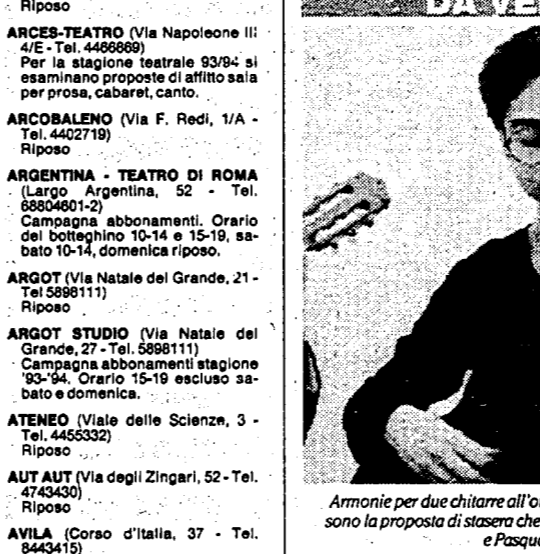 Riposo
ARCES-TEATRO (Via Napoleone III
4/E - Tel. 4466869)
Per la stagione teatrale 93/94 si
esaminano proposte di affitto sala
per prosa, cabaret, canto.
ARCOBALENO (Via F. Redi, 1/A -
Tel. 4402719)
Riposo
ARGENTINA - TEATRO DI ROMA
(Largo Argentina, 52 - Tel.
68804601-2)
Campagna abbonamenti. Orario
del botteghino 10-14 e 15-19, sa-
bato 10-14, domenica riposo.
ARGOT (Via Natale del Grande, 21 -
Tel 5898111)
Riposo
ARGOT STUDIO (Via Natale del
Grande, 27 - Tel. 5898111)
Campagna abbonamenti stagione
'93-'94. Orario 15-19 escluso sa-
bato e domenica.
ATENEO (Viale delle Scienze, 3 -
Tel. 4455332)
Riposo
AUT AUT (Via degli Zingari, 52 - Tel.
4743430)
Riposo
AVILA (Corso d'Italia, 37 - Tel.
8443415)
DA VE
Armonie per due chitarre all'o
sono la proposta di stasera che
e Pasqua